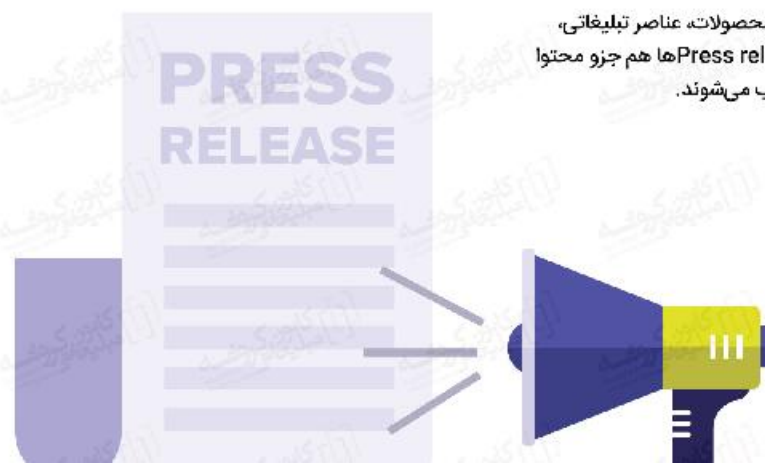 محصولات، عناصر تبلیغاتی،
Press relها هم جزو محتوا
ب می‌شوند.
PRESS
RELEASE